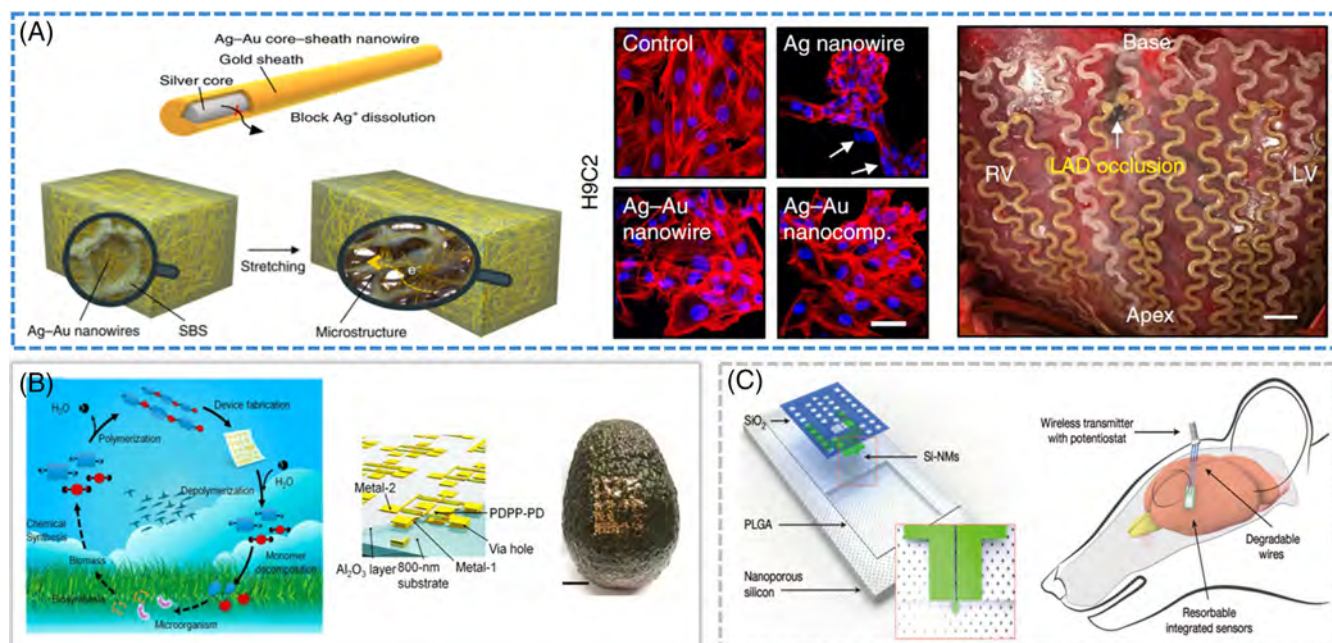 (A)
Ag–Au core–sheath nanowire
Gold sheath
Silver core
Block Ag⁺ dissolution
Stretching
e⁻
Ag–Au nanowires
SBS
Microstructure
H9C2
Control
Ag nanowire
Ag–Au
nanowire
Ag–Au
nanocomp.
Base
RV
LAD occlusion
LV
Apex
(B)
H₂O
Polymerization
Device fabrication
Depolymerization
H₂O
Chemical
Synthesis
Monomer
decomposition
Biomass
Biosynthesis
Microorganism
Metal-2
PDPP-PD
Via hole
Al₂O₃ layer
800-nm
substrate
Metal-1
(C)
SiO₂
Si-NMs
PLGA
Nanoporous
silicon
Wireless transmitter
with potentiostat
Degradable
wires
Resorbable
integrated sensors